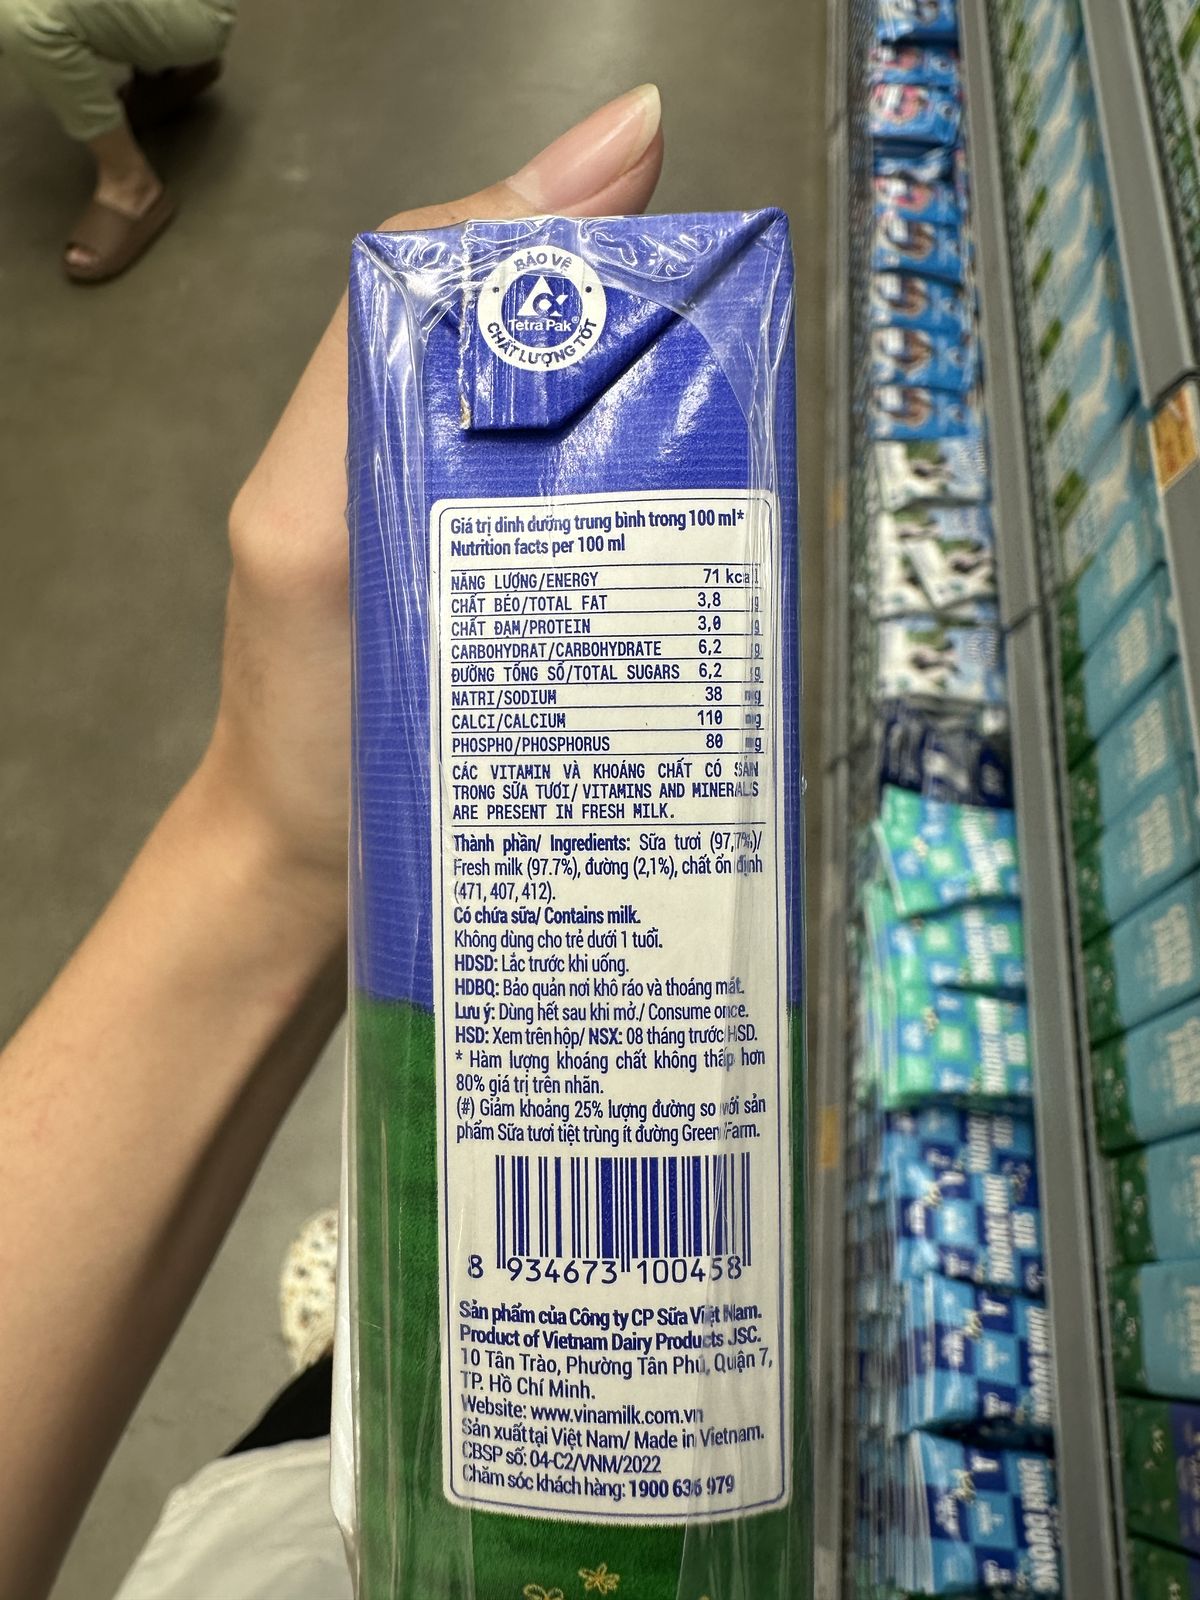 BẢO VỆ
Tetra Pak®
CHẤT LƯỢNG TỐT
Giá trị dinh dưỡng trung bình trong 100 ml*
Nutrition facts per 100 ml
NĂNG LƯỢNG/ENERGY 71 kcal
CHẤT BÉO/TOTAL FAT 3,8 g
CHẤT ĐẠM/PROTEIN 3,0 g
CARBOHYDRAT/CARBOHYDRATE 6,2 g
ĐƯỜNG TỔNG SỐ/TOTAL SUGARS 6,2 g
NATRI/SODIUM 38 mg
CALCI/CALCIUM 110 mg
PHOSPHO/PHOSPHORUS 80 mg
CÁC VITAMIN VÀ KHOÁNG CHẤT CÓ SẴN
TRONG SỮA TƯƠI/ VITAMINS AND MINERALS
ARE PRESENT IN FRESH MILK.
Thành phần/ Ingredients: Sữa tươi (97,7%)/
Fresh milk (97.7%), đường (2,1%), chất ổn định
(471, 407, 412).
Có chứa sữa/ Contains milk.
Không dùng cho trẻ dưới 1 tuổi.
HDSD: Lắc trước khi uống.
HDBQ: Bảo quản nơi khô ráo và thoáng mát.
Lưu ý: Dùng hết sau khi mở./ Consume once.
HSD: Xem trên hộp/ NSX: 08 tháng trước HSD.
* Hàm lượng khoáng chất không thấp hơn
80% giá trị trên nhãn.
(#) Giảm khoảng 25% lượng đường so với sản
phẩm Sữa tươi tiệt trùng ít đường Green Farm.
8 934673 100458
Sản phẩm của Công ty CP Sữa Việt Nam.
Product of Vietnam Dairy Products JSC.
10 Tân Trào, Phường Tân Phú, Quận 7,
TP. Hồ Chí Minh.
Website: www.vinamilk.com.vn
Sản xuất tại Việt Nam/ Made in Vietnam.
CBSP số: 04-C2/VNM/2022
Chăm sóc khách hàng: 1900 636 979